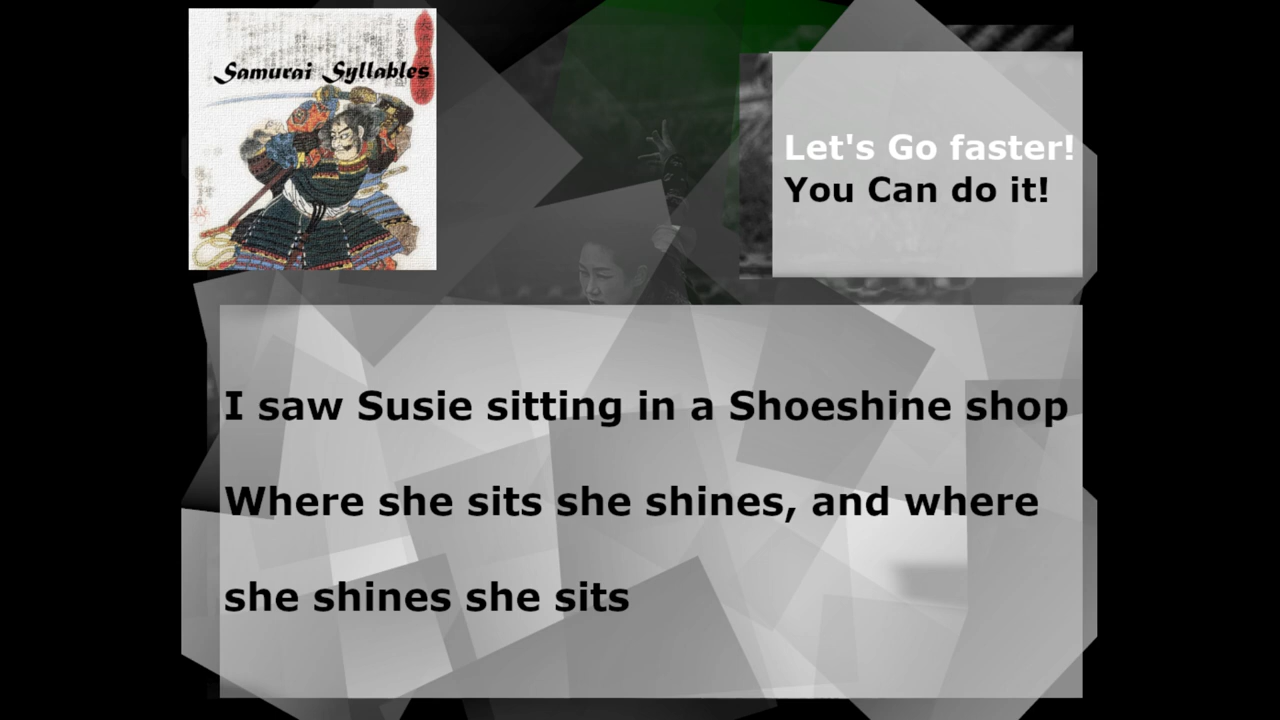 Samurai Syllables
Let's Go faster!
You Can do it!
I saw Susie sitting in a Shoeshine shop
Where she sits she shines, and where
she shines she sits